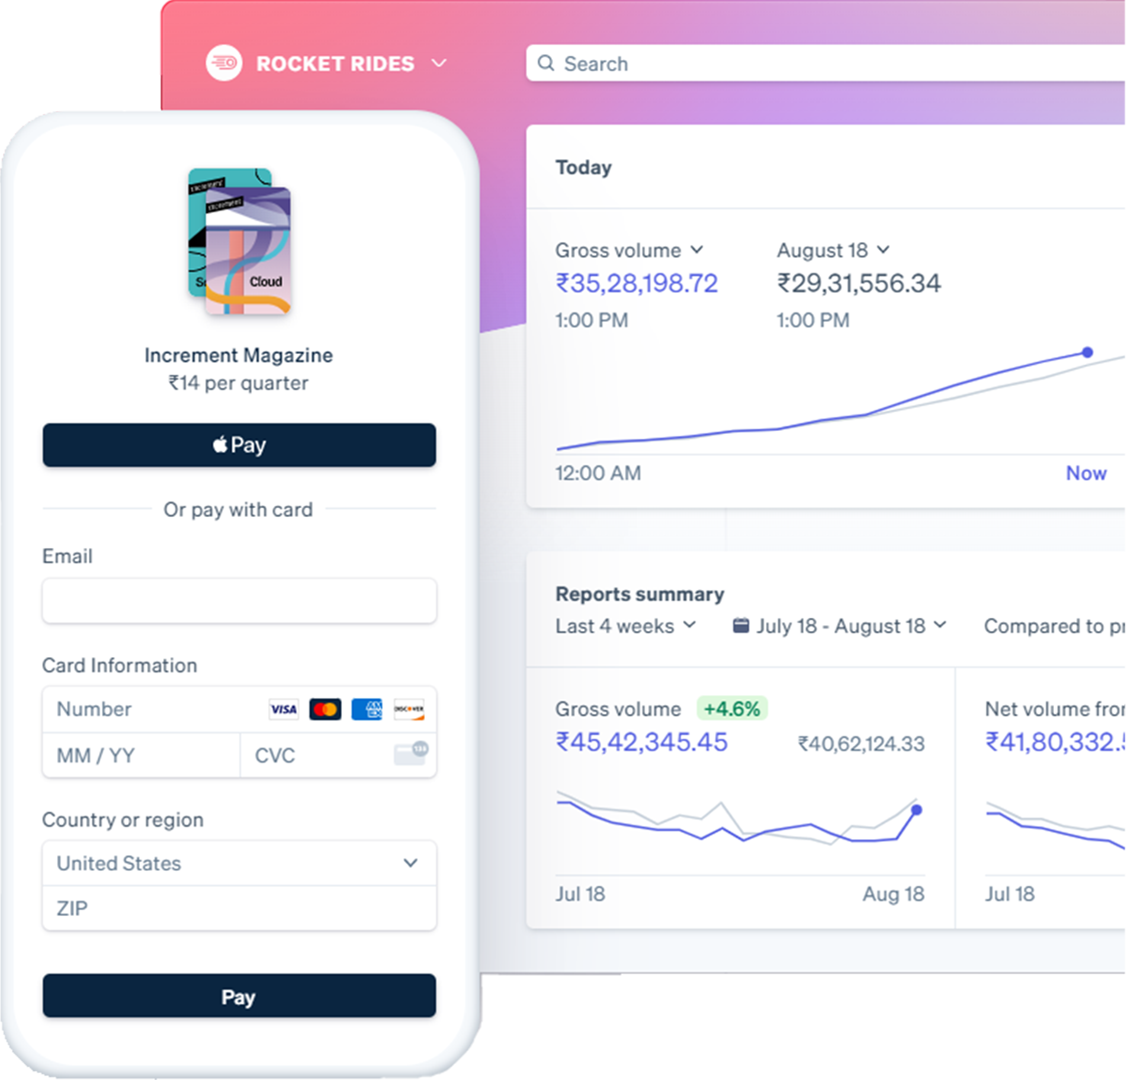 ROCKET RIDES
Search
Today
Gross volume
₹35,28,198.72
1:00 PM
August 18
₹29,31,556.34
1:00 PM
12:00 AM
Now
Reports summary
Last 4 weeks
July 18 - August 18
Compared to pr
Gross volume +4.6%
₹45,42,345.45
₹40,62,124.33
Jul 18
Aug 18
Net volume fro
₹41,80,332.
Jul 18
increment
Cloud
Increment Magazine
₹14 per quarter
Pay
Or pay with card
Email
Card Information
Number
VISA
AM
EX
DISCOVER
MM / YY
CVC
123
Country or region
United States
ZIP
Pay